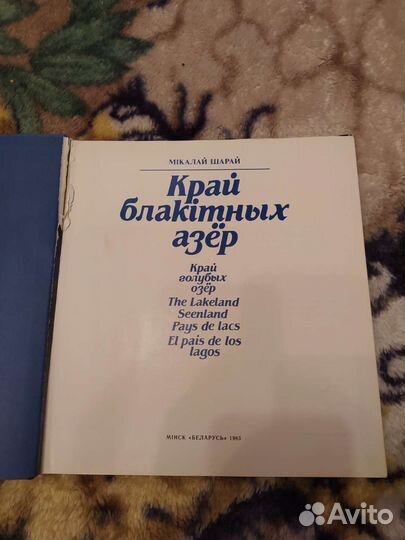 МІКАЛАЙ ШАРАЙ
Край
блакітных
азёр
Край
голубых
озёр
The Lakeland
Seenland
Pays de lacs
El pais de los
lagos
МІНСК «БЕЛАРУСЬ» 1983
Avito